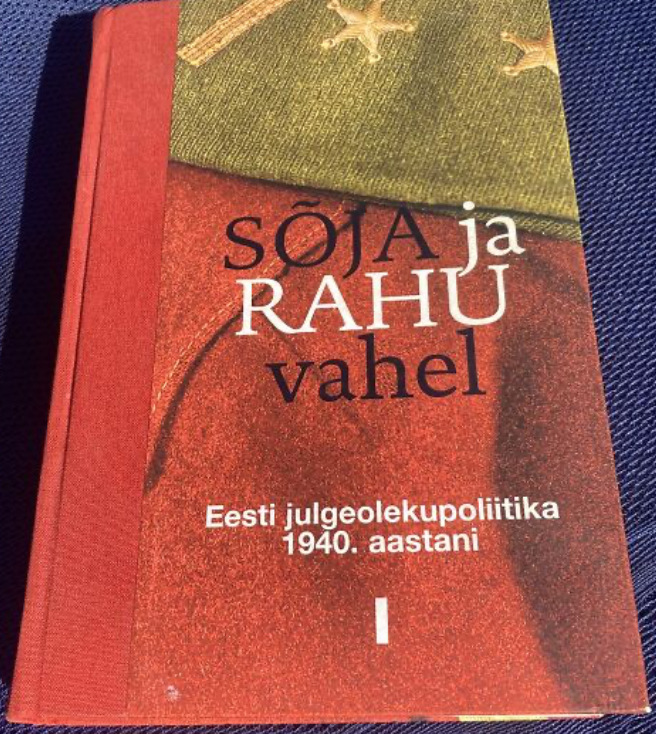 SÕJA ja
RAHU
vahel
Eesti julgeolekupoliitika
1940. aastani
I